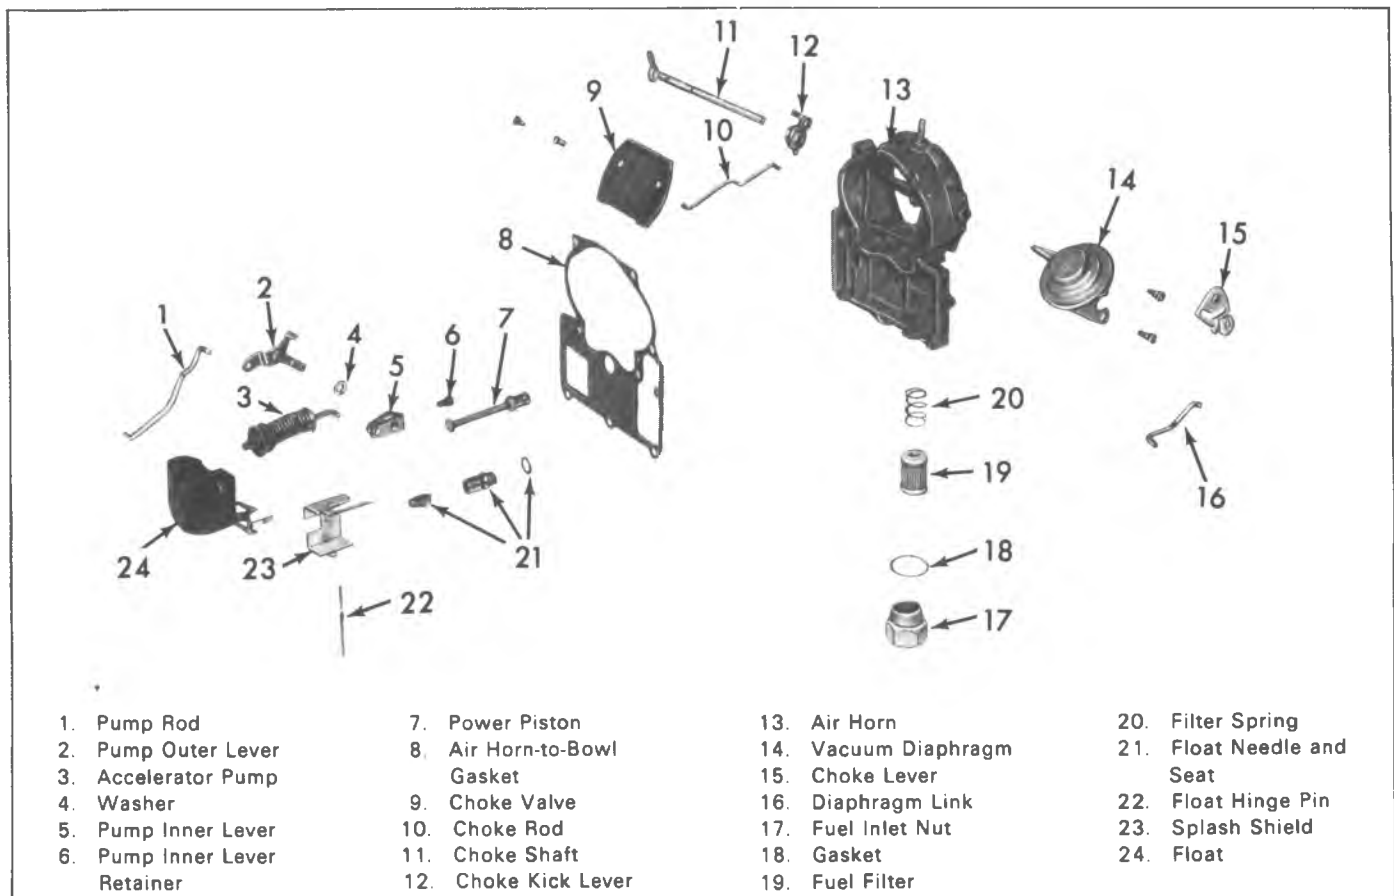 11
12
13
9
10
14
8
15
2
1
7
6
4
5
3
20
19
16
21
24
23
18
22
17
1. Pump Rod
2. Pump Outer Lever
3. Accelerator Pump
4. Washer
5. Pump Inner Lever
6. Pump Inner Lever
Retainer
7. Power Piston
8. Air Horn-to-Bowl
Gasket
9. Choke Valve
10. Choke Rod
11. Choke Shaft
12. Choke Kick Lever
13. Air Horn
14. Vacuum Diaphragm
15. Choke Lever
16. Diaphragm Link
17. Fuel Inlet Nut
18. Gasket
19. Fuel Filter
20. Filter Spring
21. Float Needle and
Seat
22. Float Hinge Pin
23. Splash Shield
24. Float